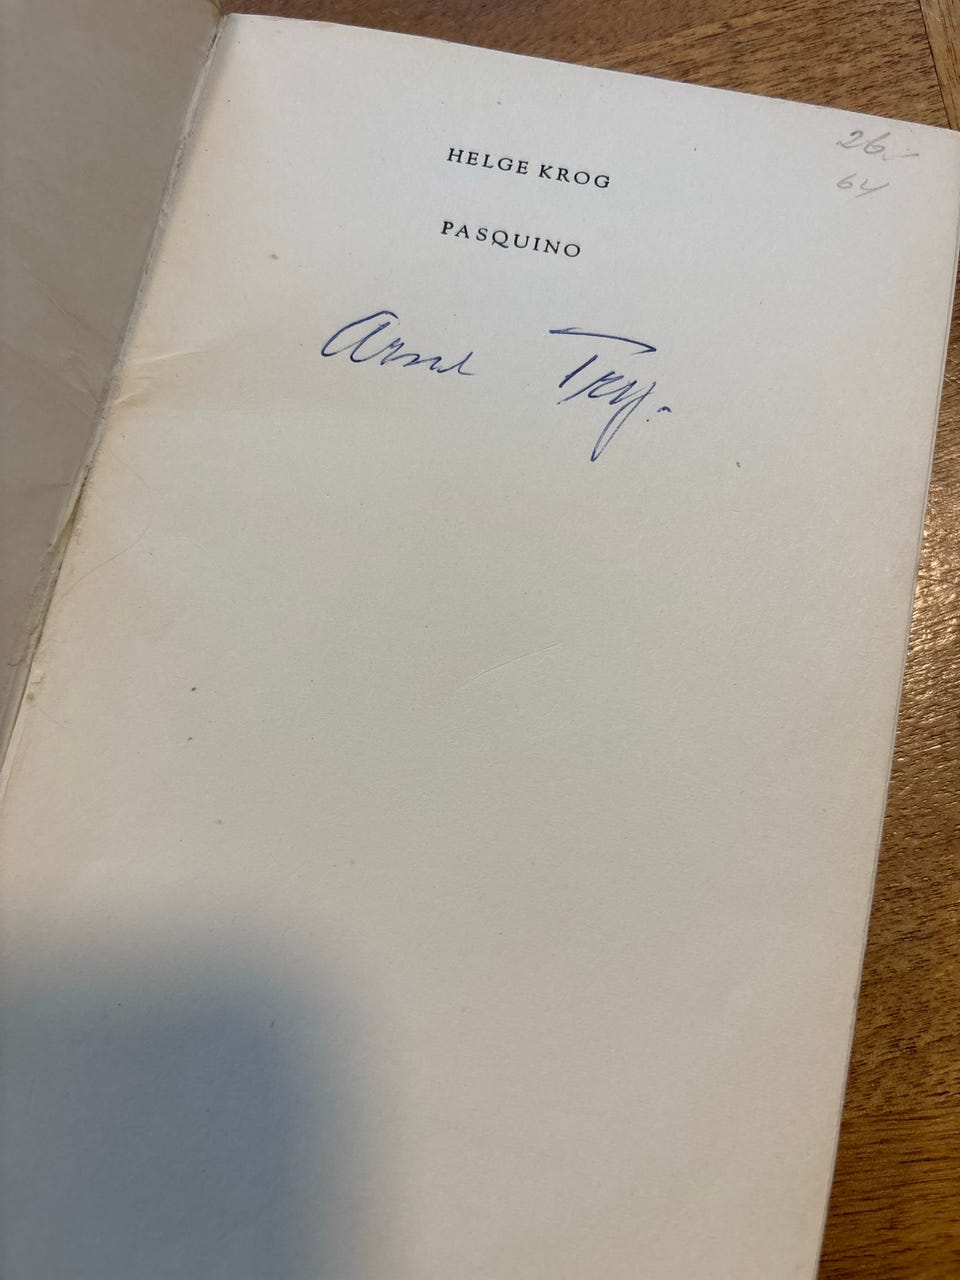 HELGE KROG
26.-
64
PASQUINO
Arne